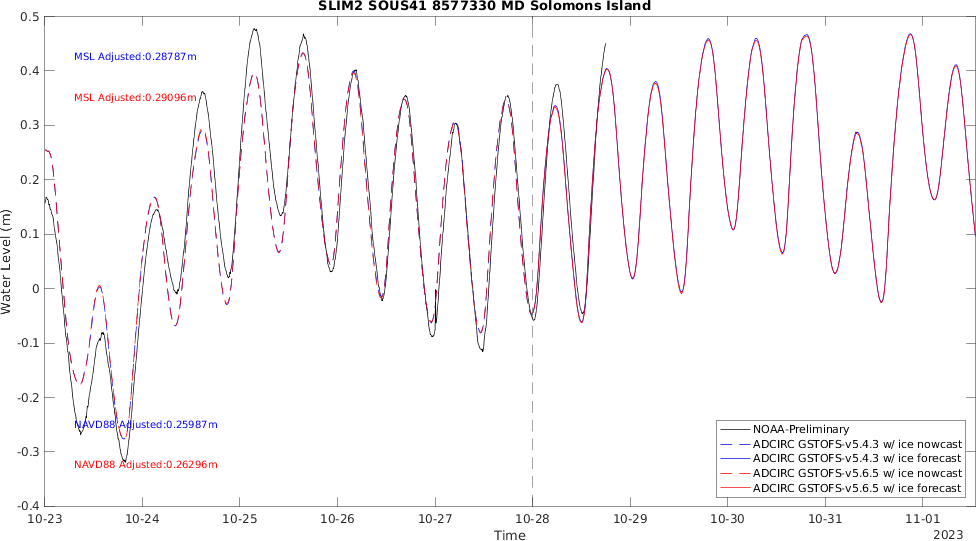 SLIM2 SOUS41 8577330 MD Solomons Island
0.5
0.4
0.3
0.2
0.1
0
-0.1
-0.2
-0.3
-0.4
Water Level (m)
MSL Adjusted:0.28787m
MSL Adjusted:0.29096m
NAVD88 Adjusted:0.25987m
NAVD88 Adjusted:0.26296m
NOAA-Preliminary
ADCIRC GSTOFS-v5.4.3 w/ ice nowcast
ADCIRC GSTOFS-v5.4.3 w/ ice forecast
ADCIRC GSTOFS-v5.6.5 w/ ice nowcast
ADCIRC GSTOFS-v5.6.5 w/ ice forecast
10-23 10-24 10-25 10-26 10-27 10-28 10-29 10-30 10-31 11-01
Time
2023